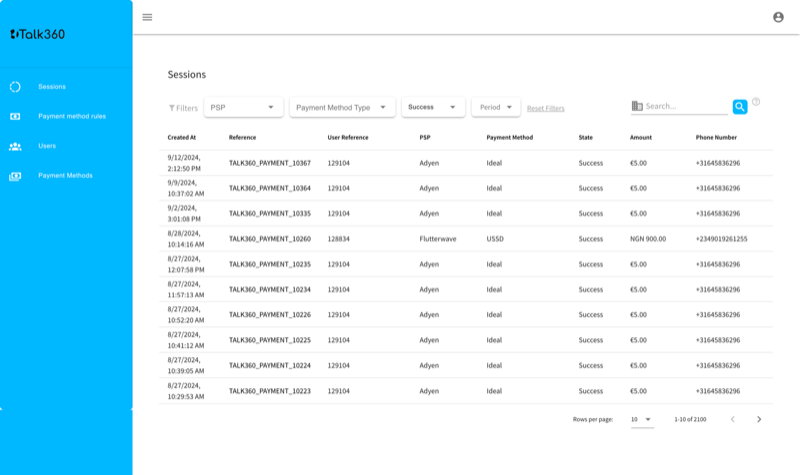 Talk360
Sessions
Payment method rules
Users
Payment Methods
Sessions
Filters PSP Payment Method Type Success Period Reset Filters Search...
Created At Reference User Reference PSP Payment Method State Amount Phone Number
9/12/2024, 2:12:50 PM TALK360_PAYMENT_10367 129104 Adyen Ideal Success €5.00 +31645836296
9/9/2024, 10:37:02 AM TALK360_PAYMENT_10364 129104 Adyen Ideal Success €5.00 +31645836296
9/2/2024, 3:01:08 PM TALK360_PAYMENT_10335 129104 Adyen Ideal Success €5.00 +31645836296
8/28/2024, 10:14:16 AM TALK360_PAYMENT_10260 128834 Flutterwave USSD Success NGN 900.00 +2349019261255
8/27/2024, 12:07:58 PM TALK360_PAYMENT_10235 129104 Adyen Ideal Success €5.00 +31645836296
8/27/2024, 11:57:13 AM TALK360_PAYMENT_10234 129104 Adyen Ideal Success €5.00 +31645836296
8/27/2024, 10:52:20 AM TALK360_PAYMENT_10226 129104 Adyen Ideal Success €5.00 +31645836296
8/27/2024, 10:41:12 AM TALK360_PAYMENT_10225 129104 Adyen Ideal Success €5.00 +31645836296
8/27/2024, 10:39:05 AM TALK360_PAYMENT_10224 129104 Adyen Ideal Success €5.00 +31645836296
8/27/2024, 10:29:53 AM TALK360_PAYMENT_10223 129104 Adyen Ideal Success €5.00 +31645836296
Rows per page: 10 1-10 of 2100